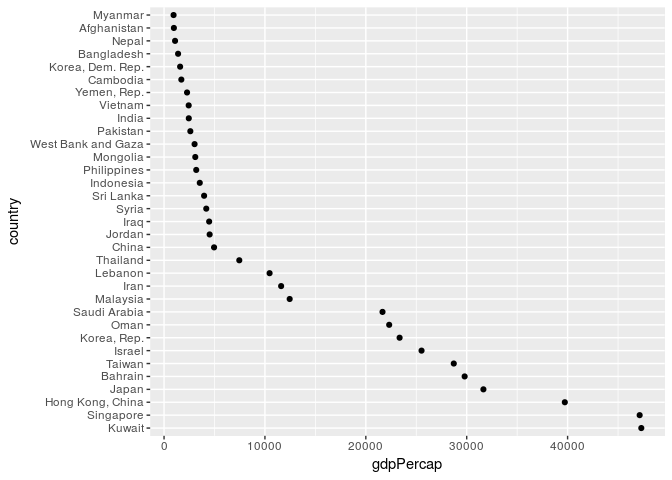 Myanmar
Afghanistan
Nepal
Bangladesh
Korea, Dem. Rep.
Cambodia
Yemen, Rep.
Vietnam
India
Pakistan
West Bank and Gaza
Mongolia
Philippines
Indonesia
Sri Lanka
Syria
Iraq
Jordan
China
Thailand
Lebanon
Iran
Malaysia
Saudi Arabia
Oman
Korea, Rep.
Israel
Taiwan
Bahrain
Japan
Hong Kong, China
Singapore
Kuwait
country
0 10000 20000 30000 40000
gdpPercap